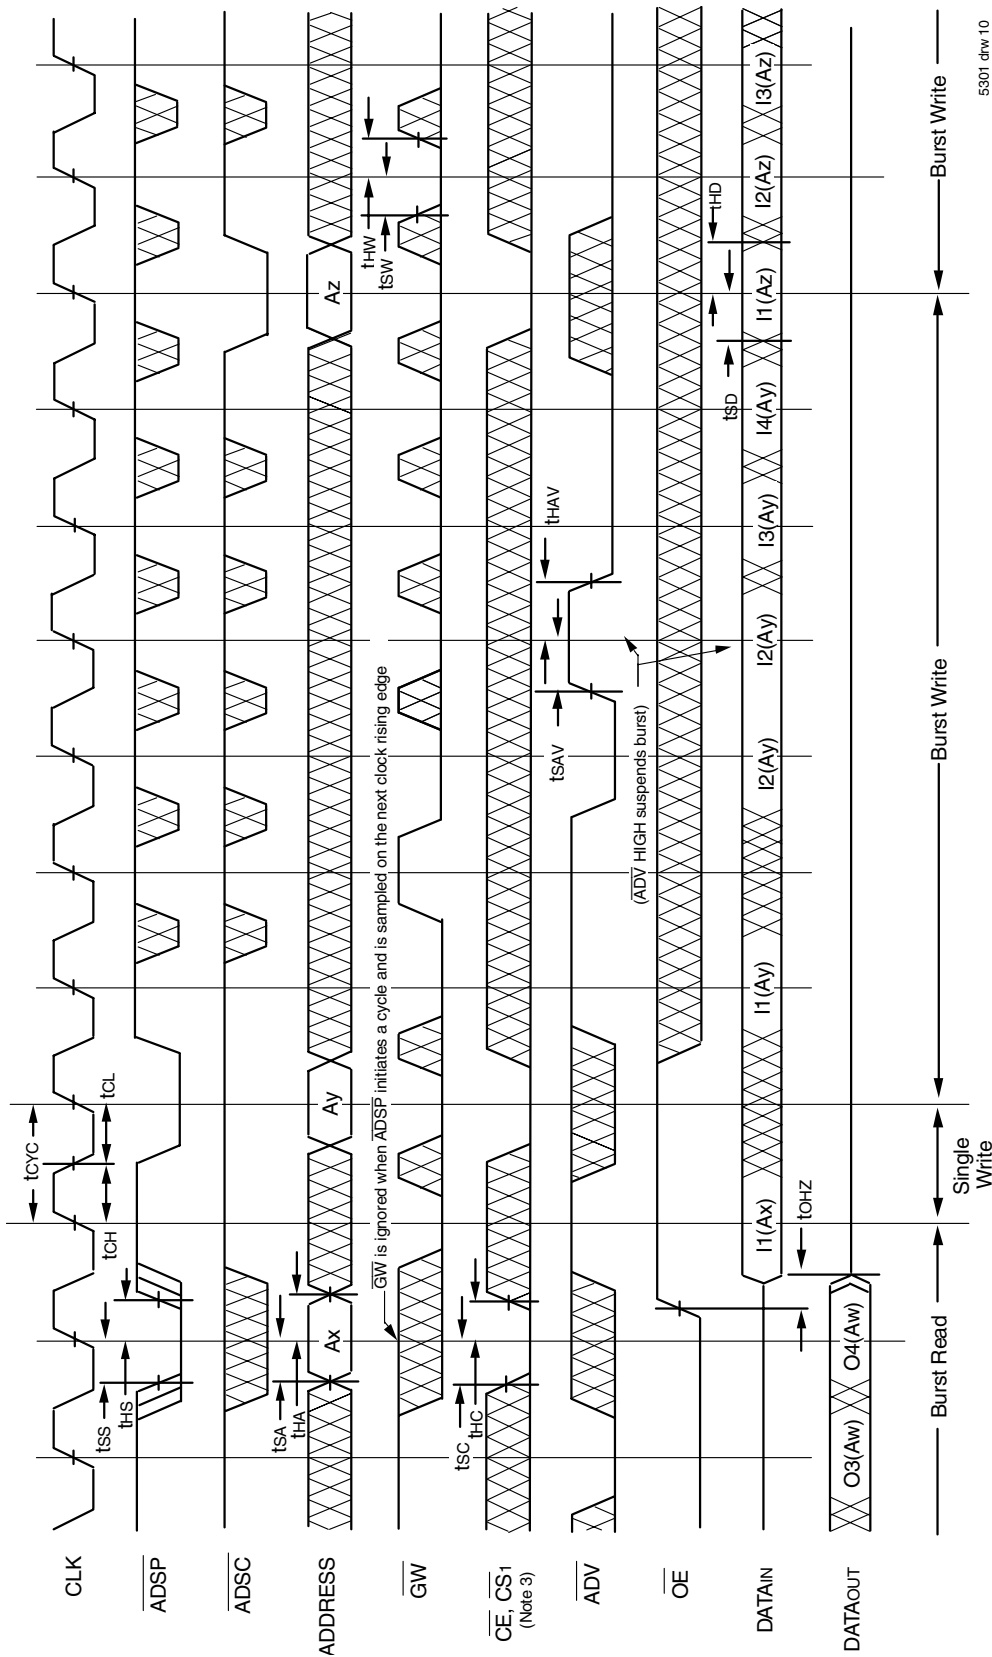 CLK
ADSP
ADSC
ADDRESS
GW
CE, CS1
(Note 3)
ADV
OE
DATAIN
DATAOUT
tCYC
tCH
tCL
tSS
tHS
tSA
tHA
Ax
Ay
Az
tHW
tSW
GW is ignored when ADSP initiates a cycle and is sampled on the next clock rising edge
tSC
tHC
tSAV
tHAV
(ADV HIGH suspends burst)
tSD
tHD
I1(Ax)
I1(Ay)
I2(Ay)
I2(Ay)
I3(Ay)
I4(Ay)
I1(Az)
I2(Az)
I3(Az)
tOHZ
O3(Aw)
O4(Aw)
Burst Read
Single
Write
Burst Write
Burst Write
5301 drw 10